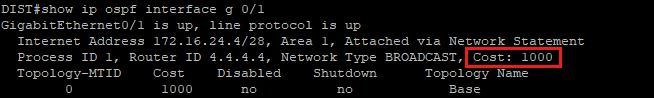 DIST#show ip ospf interface g 0/1
GigabitEthernet0/1 is up, line protocol is up
Internet Address 172.16.24.4/28, Area 1, Attached via Network Statement
Process ID 1, Router ID 4.4.4.4, Network Type BROADCAST, Cost: 1000
Topology-MTID Cost Disabled Shutdown Topology Name
0 1000 no no Base